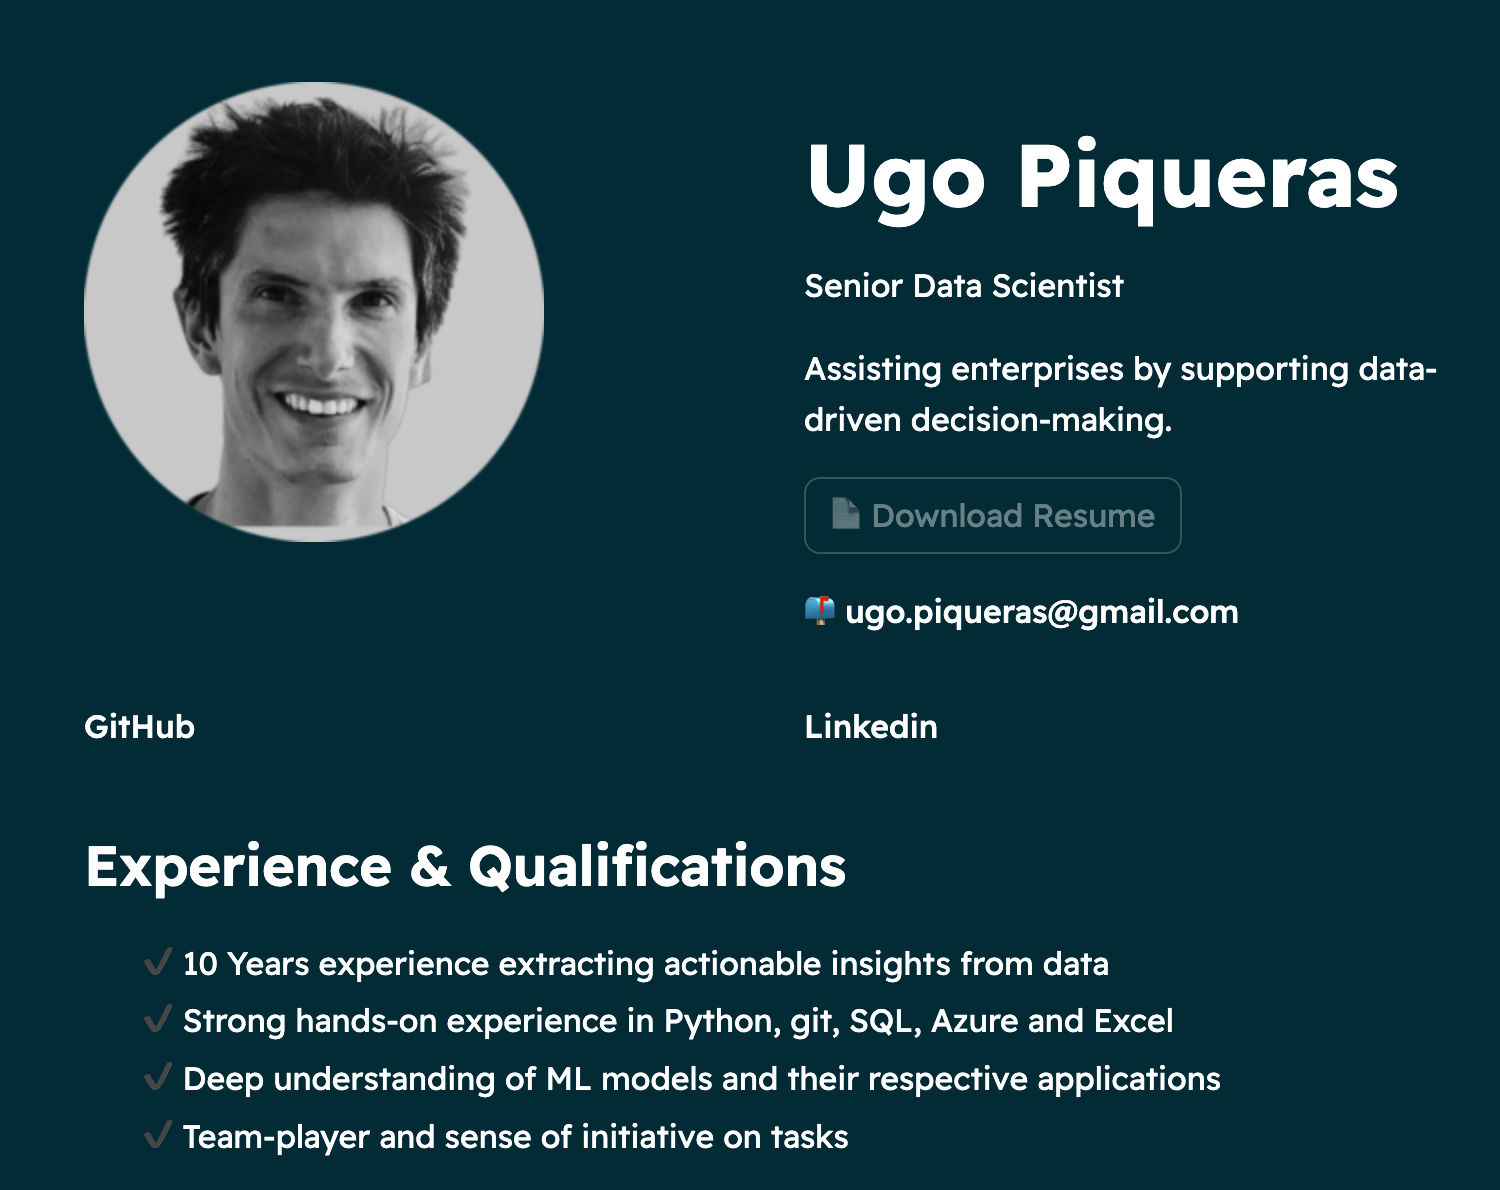 Ugo Piqueras
Senior Data Scientist
Assisting enterprises by supporting data-
driven decision-making.
Download Resume
ugo.piqueras@gmail.com
GitHub
Linkedin
Experience & Qualifications
✔ 10 Years experience extracting actionable insights from data
✔ Strong hands-on experience in Python, git, SQL, Azure and Excel
✔ Deep understanding of ML models and their respective applications
✔ Team-player and sense of initiative on tasks